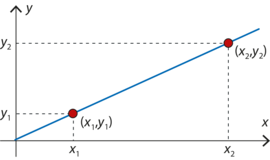 y
y₂
(x₂,y₂)
y₁
(x₁,y₁)
x
x₁
x₂